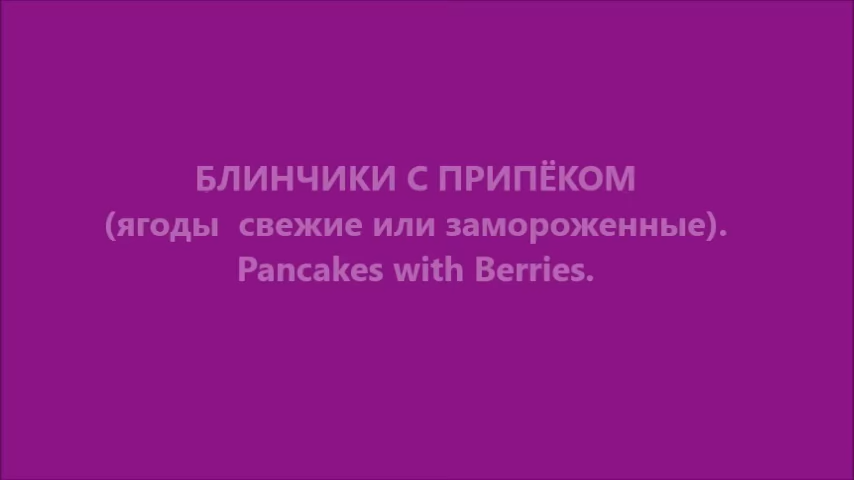 БЛИНЧИКИ С ПРИПЁКОМ
(ягоды  свежие или замороженные).
Pancakes with Berries.